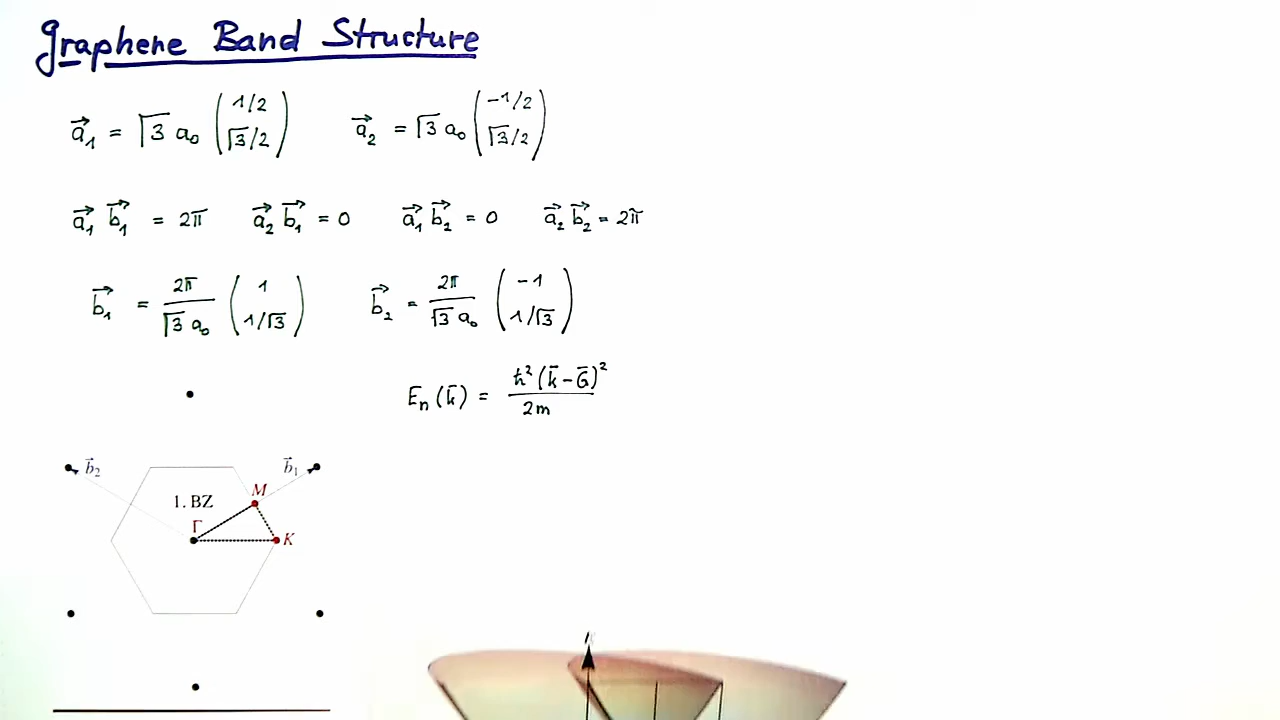 Graphene Band Structure
a⃗₁ = √3 a₀ (1/2 √3/2) a⃗₂ = √3 a₀ (-1/2 √3/2)
a⃗₁ b⃗₁ = 2π a⃗₂ b⃗₁ = 0 a⃗₁ b⃗₂ = 0 a⃗₂ b⃗₂ = 2π
b⃗₁ = 2π/√3 a₀ (1 1/√3) b⃗₂ = 2π/√3 a₀ (-1 1/√3)
Eₙ(k̄) = ħ²(k̄-Ḡ)²/2m
b⃗₂ b⃗₁
M
1. BZ
Γ
K